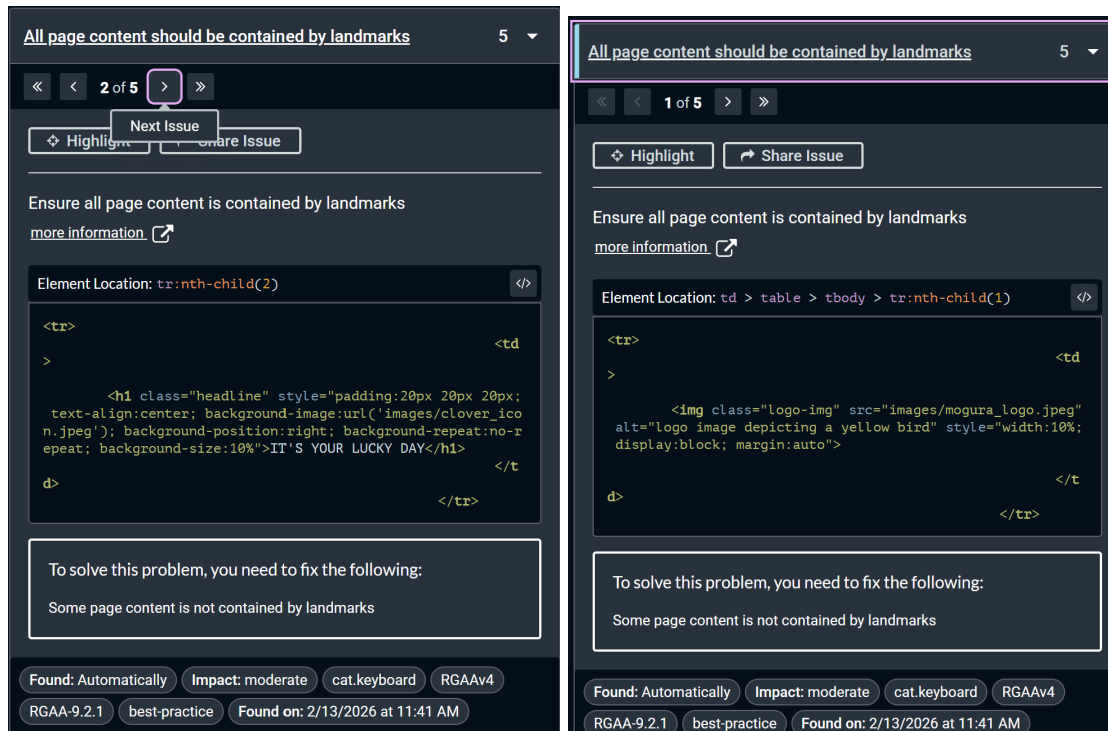 All page content should be contained by landmarks 5
2 of 5
Next Issue
Highlight Share Issue
Ensure all page content is contained by landmarks
more information
Element Location: tr:nth-child(2) </>
<tr>
<td
>
<h1 class="headline" style="padding:20px 20px 20px;
text-align:center; background-image:url('images/clover_ico
n.jpeg'); background-position:right; background-repeat:no-r
epeat; background-size:10%">IT'S YOUR LUCKY DAY</h1>
</t
d>
</tr>
To solve this problem, you need to fix the following:
Some page content is not contained by landmarks
Found: Automatically Impact: moderate cat.keyboard RGAAv4
RGAA-9.2.1 best-practice Found on: 2/13/2026 at 11:41 AM
All page content should be contained by landmarks 5
1 of 5
Highlight Share Issue
Ensure all page content is contained by landmarks
more information
Element Location: td > table > tbody > tr:nth-child(1) </>
<tr>
<td
>
<img class="logo-img" src="images/mogura_logo.jpeg"
alt="logo image depicting a yellow bird" style="width:10%;
display:block; margin:auto">
</t
d>
</tr>
To solve this problem, you need to fix the following:
Some page content is not contained by landmarks
Found: Automatically Impact: moderate cat.keyboard RGAAv4
RGAA-9.2.1 best-practice Found on: 2/13/2026 at 11:41 AM